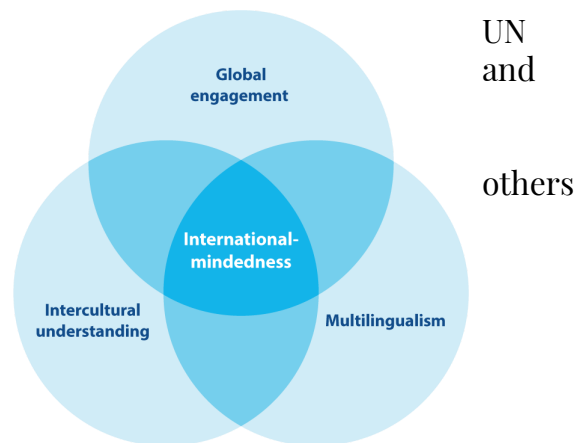 UN
and
others
Global
engagement
International-
mindedness
Intercultural
understanding
Multilingualism